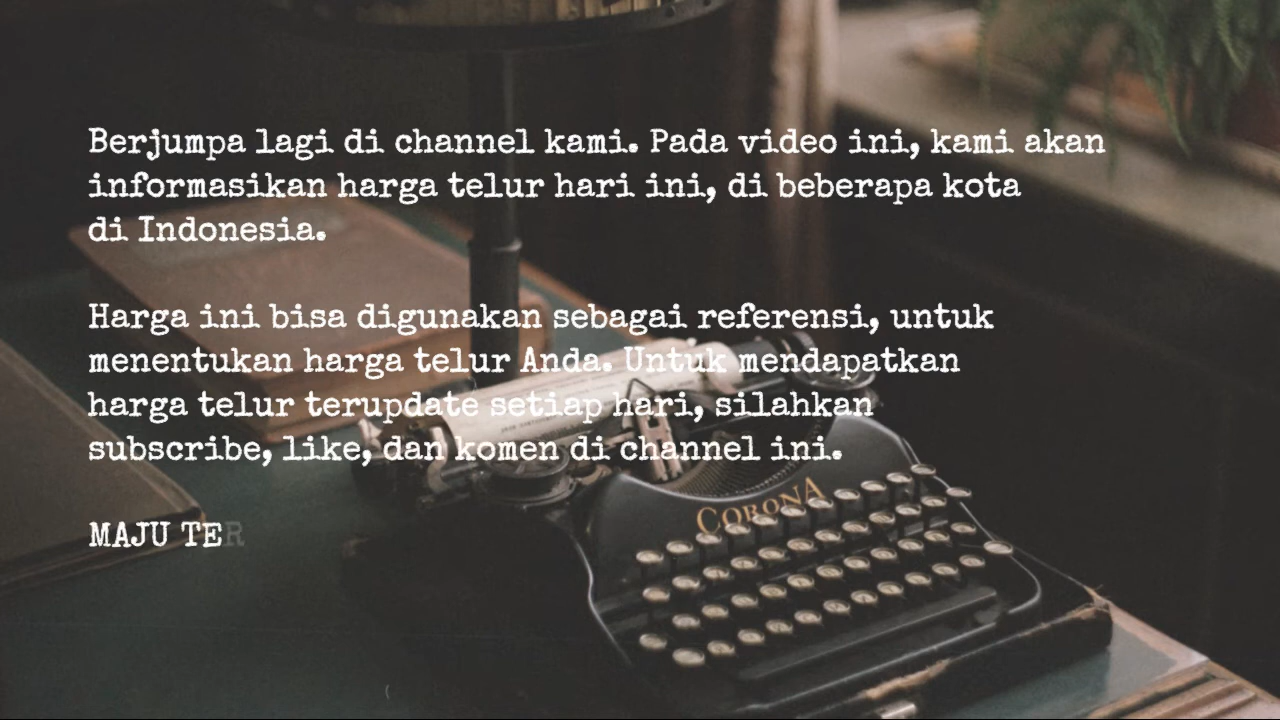 Berjumpa lagi di channel kami. Pada video ini, kami akan
informasikan harga telur hari ini, di beberapa kota
di Indonesia.
Harga ini bisa digunakan sebagai referensi, untuk
menentukan harga telur Anda. Untuk mendapatkan
harga telur terupdate setiap hari, silahkan
subscribe, like, dan komen di channel ini.
MAJU TER
CORONA